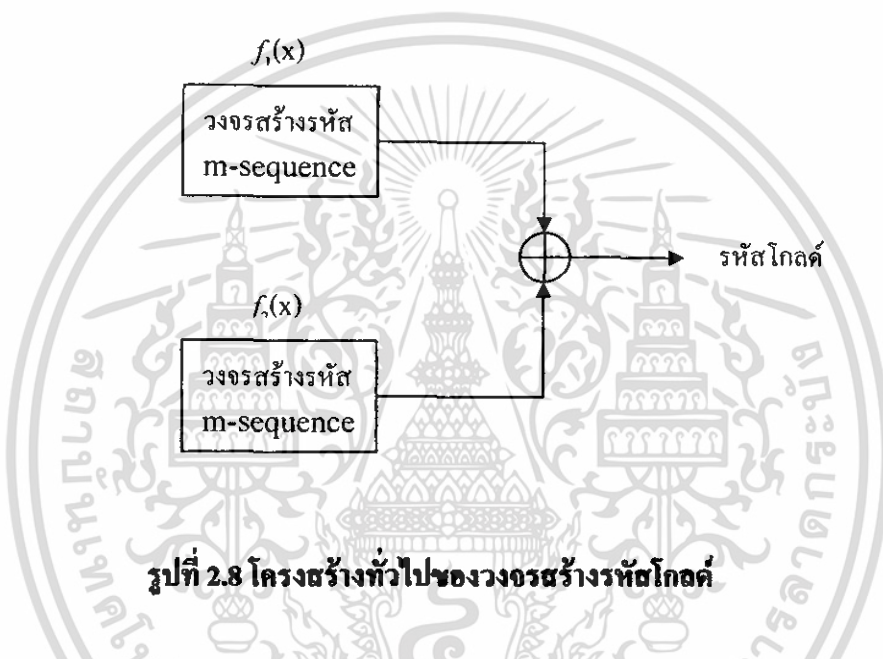 f₁(x)
วงจรสร้างรหัส
m-sequence
รหัสโกลด์
f₂(x)
วงจรสร้างรหัส
m-sequence
รูปที่ 2.8 โครงสร้างทั่วไปของวงจรสร้างรหัสโกลด์